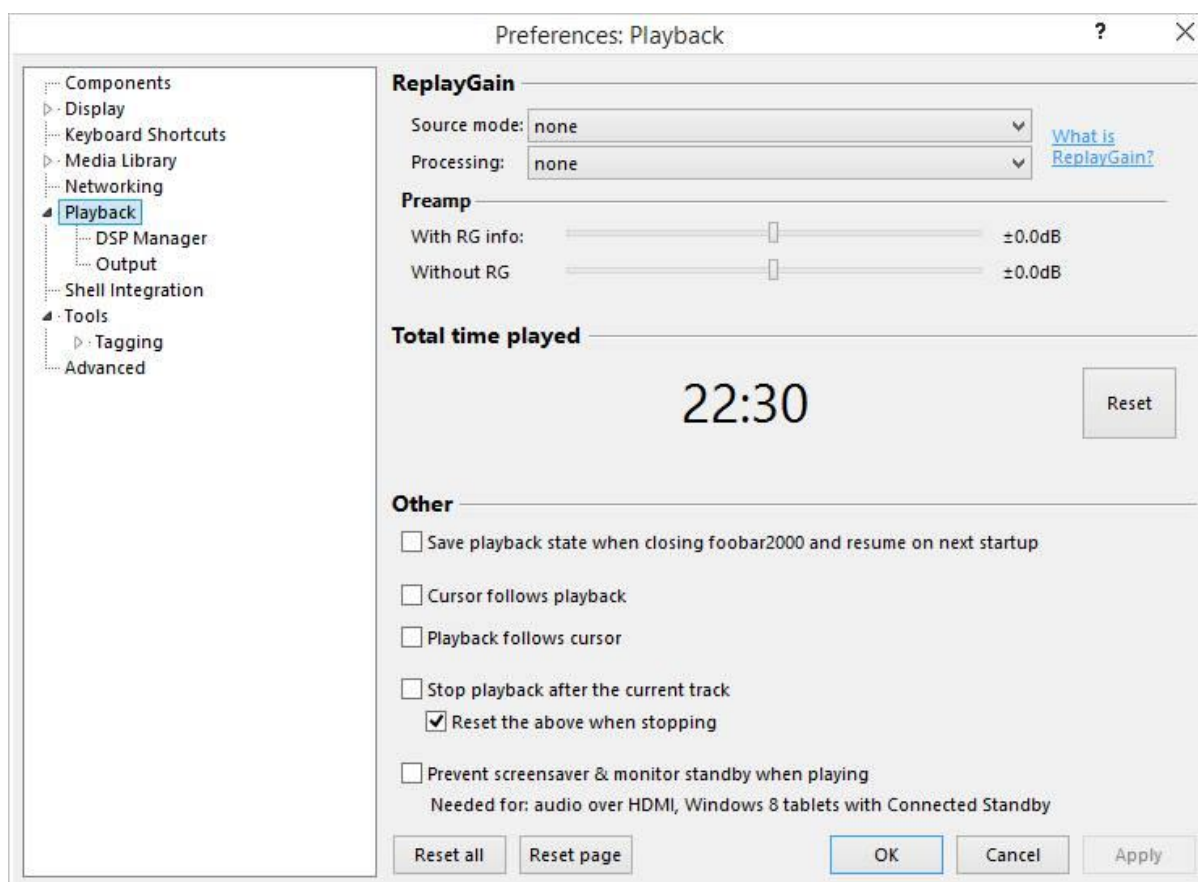 Preferences: Playback
?
Components
Display
Keyboard Shortcuts
Media Library
Networking
Playback
DSP Manager
Output
Shell Integration
Tools
Tagging
Advanced
ReplayGain
Source mode: none
What is
ReplayGain?
Processing: none
Preamp
With RG info: ±0.0dB
Without RG ±0.0dB
Total time played
22:30
Reset
Other
Save playback state when closing foobar2000 and resume on next startup
Cursor follows playback
Playback follows cursor
Stop playback after the current track
Reset the above when stopping
Prevent screensaver & monitor standby when playing
Needed for: audio over HDMI, Windows 8 tablets with Connected Standby
Reset all Reset page OK Cancel Apply